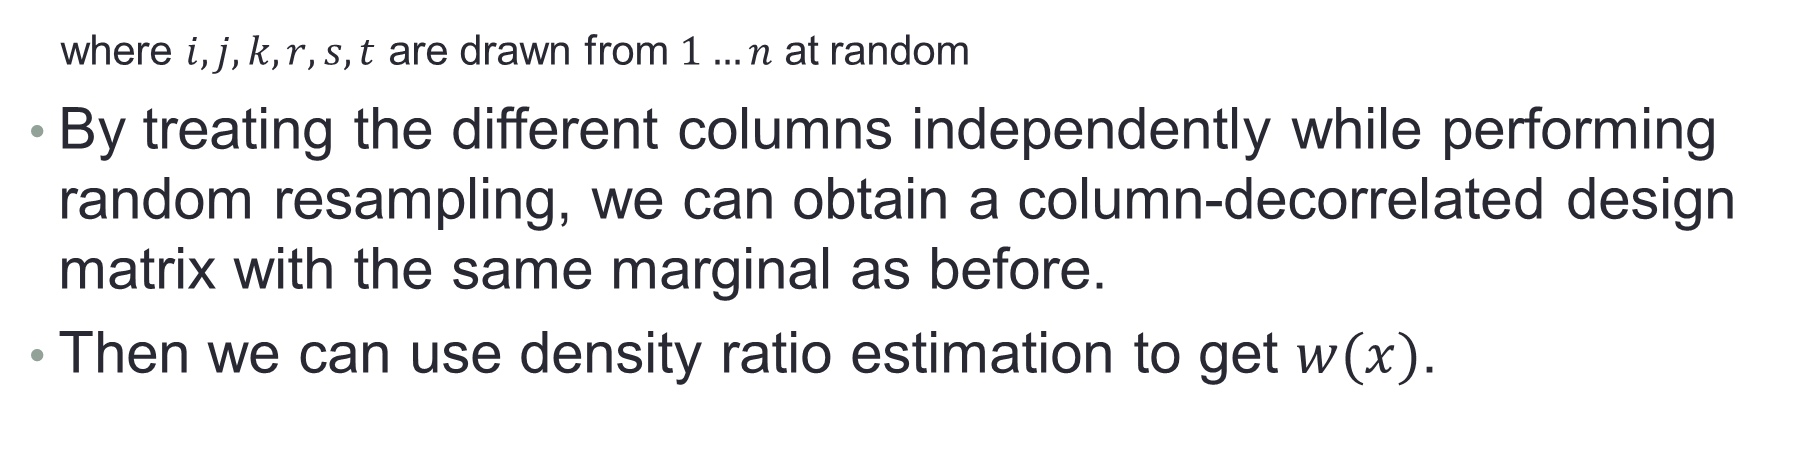 where i, j, k, r, s, t are drawn from 1 … n at random
• By treating the different columns independently while performing
random resampling, we can obtain a column-decorrelated design
matrix with the same marginal as before.
• Then we can use density ratio estimation to get w(x).